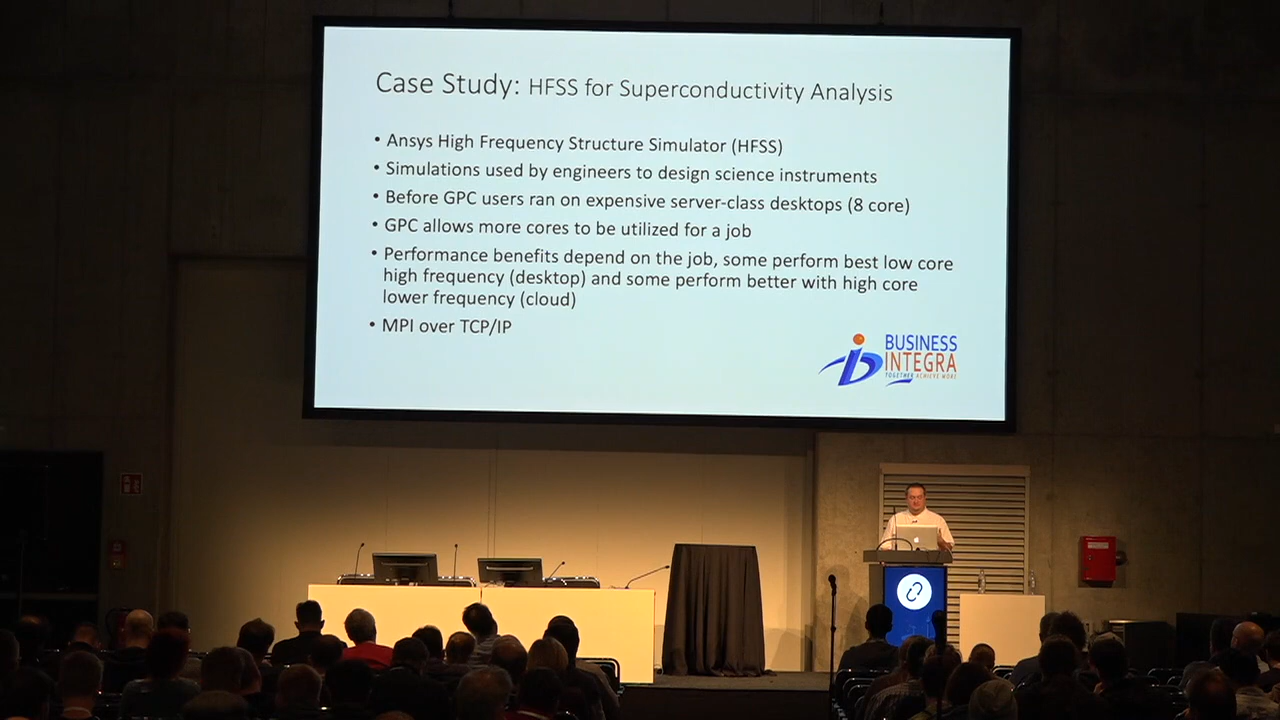 Case Study: HFSS for Superconductivity Analysis
• Ansys High Frequency Structure Simulator (HFSS)
• Simulations used by engineers to design science instruments
• Before GPC users ran on expensive server-class desktops (8 core)
• GPC allows more cores to be utilized for a job
• Performance benefits depend on the job, some perform best low core
high frequency (desktop) and some perform better with high core
lower frequency (cloud)
• MPI over TCP/IP
BUSINESS
INTEGRA
TOGETHER ACHIEVE MORE